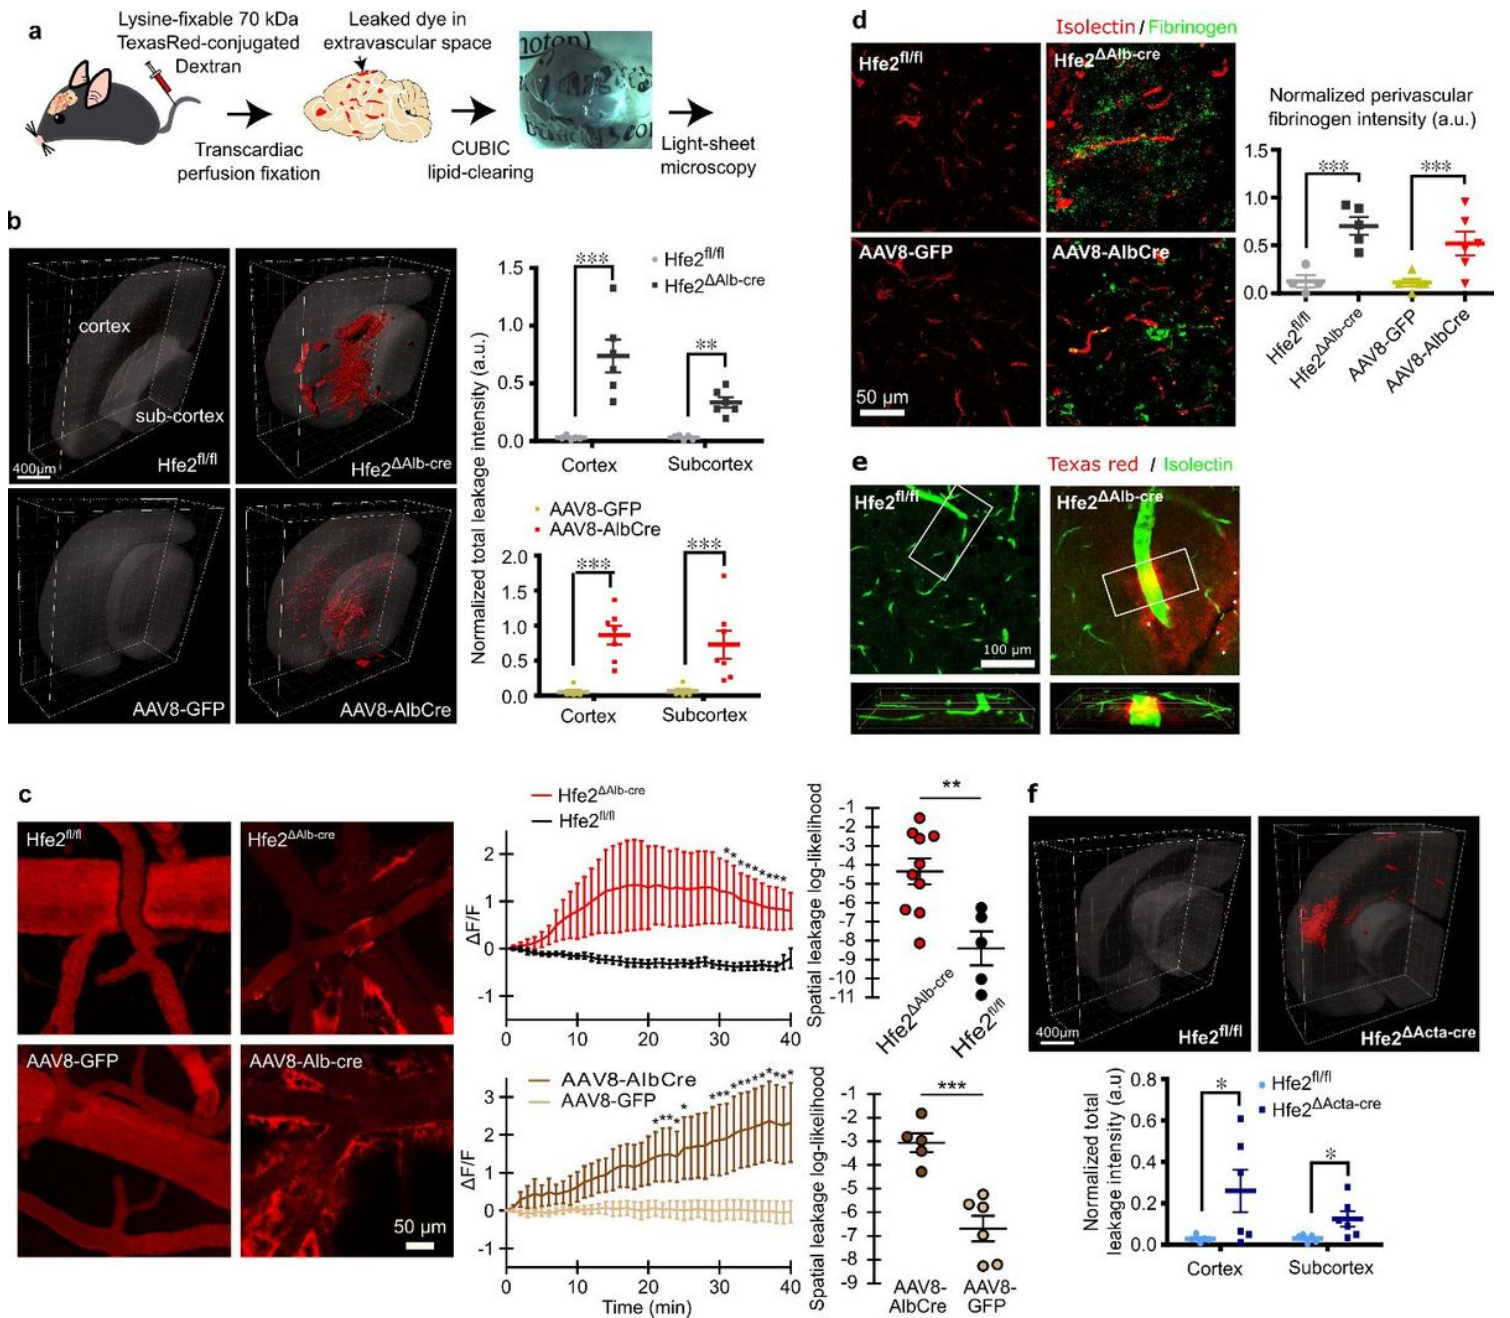 a
Lysine-fixable 70 kDa
TexasRed-conjugated
Dextran
Leaked dye in
extravascular space
Transcardiac
perfusion fixation
CUBIC
lipid-clearing
Light-sheet
microscopy
b
cortex
sub-cortex
400μm
Hfe2fl/fl
Hfe2ΔAlb-cre
AAV8-GFP
AAV8-AlbCre
Normalized total leakage intensity (a.u.)
Hfe2fl/fl
Hfe2ΔAlb-cre
1.5
1.0
0.5
0.0
***
**
Cortex
Subcortex
AAV8-GFP
AAV8-AlbCre
2.0
1.5
1.0
0.5
0.0
***
***
Cortex
Subcortex
c
Hfe2fl/fl
Hfe2ΔAlb-cre
AAV8-GFP
AAV8-Alb-cre
50 μm
Hfe2ΔAlb-cre
Hfe2fl/fl
ΔF/F
2
1
0
-1
0
10
20
30
40
AAV8-AlbCre
AAV8-GFP
ΔF/F
3
2
1
0
-1
0
10
20
30
40
Time (min)
Spatial leakage log-likelihood
**
-1
-2
-3
-4
-5
-6
-7
-8
-9
-10
-11
Hfe2ΔAlb-cre
Hfe2fl/fl
Spatial leakage log-likelihood
***
-1
-2
-3
-4
-5
-6
-7
-8
-9
AAV8-
AlbCre
AAV8-
GFP
d
Isolectin / Fibrinogen
Hfe2fl/fl
Hfe2ΔAlb-cre
AAV8-GFP
AAV8-AlbCre
50 μm
Normalized perivascular
fibrinogen intensity (a.u.)
***
***
1.5
1.0
0.5
0.0
Hfe2fl/fl
Hfe2ΔAlb-cre
AAV8-GFP
AAV8-AlbCre
e
Texas red / Isolectin
Hfe2fl/fl
Hfe2ΔAlb-cre
100 μm
f
400μm
Hfe2fl/fl
Hfe2ΔActa-cre
Normalized total
leakage intensity (a.u)
Hfe2fl/fl
Hfe2ΔActa-cre
0.8
0.6
0.4
0.2
0.0
*
*
Cortex
Subcortex